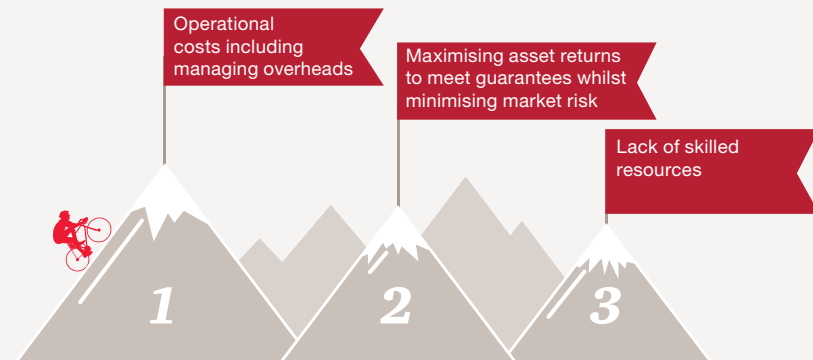 Operational
costs including
managing overheads
Maximising asset returns
to meet guarantees whilst
minimising market risk
Lack of skilled
resources
1
2
3